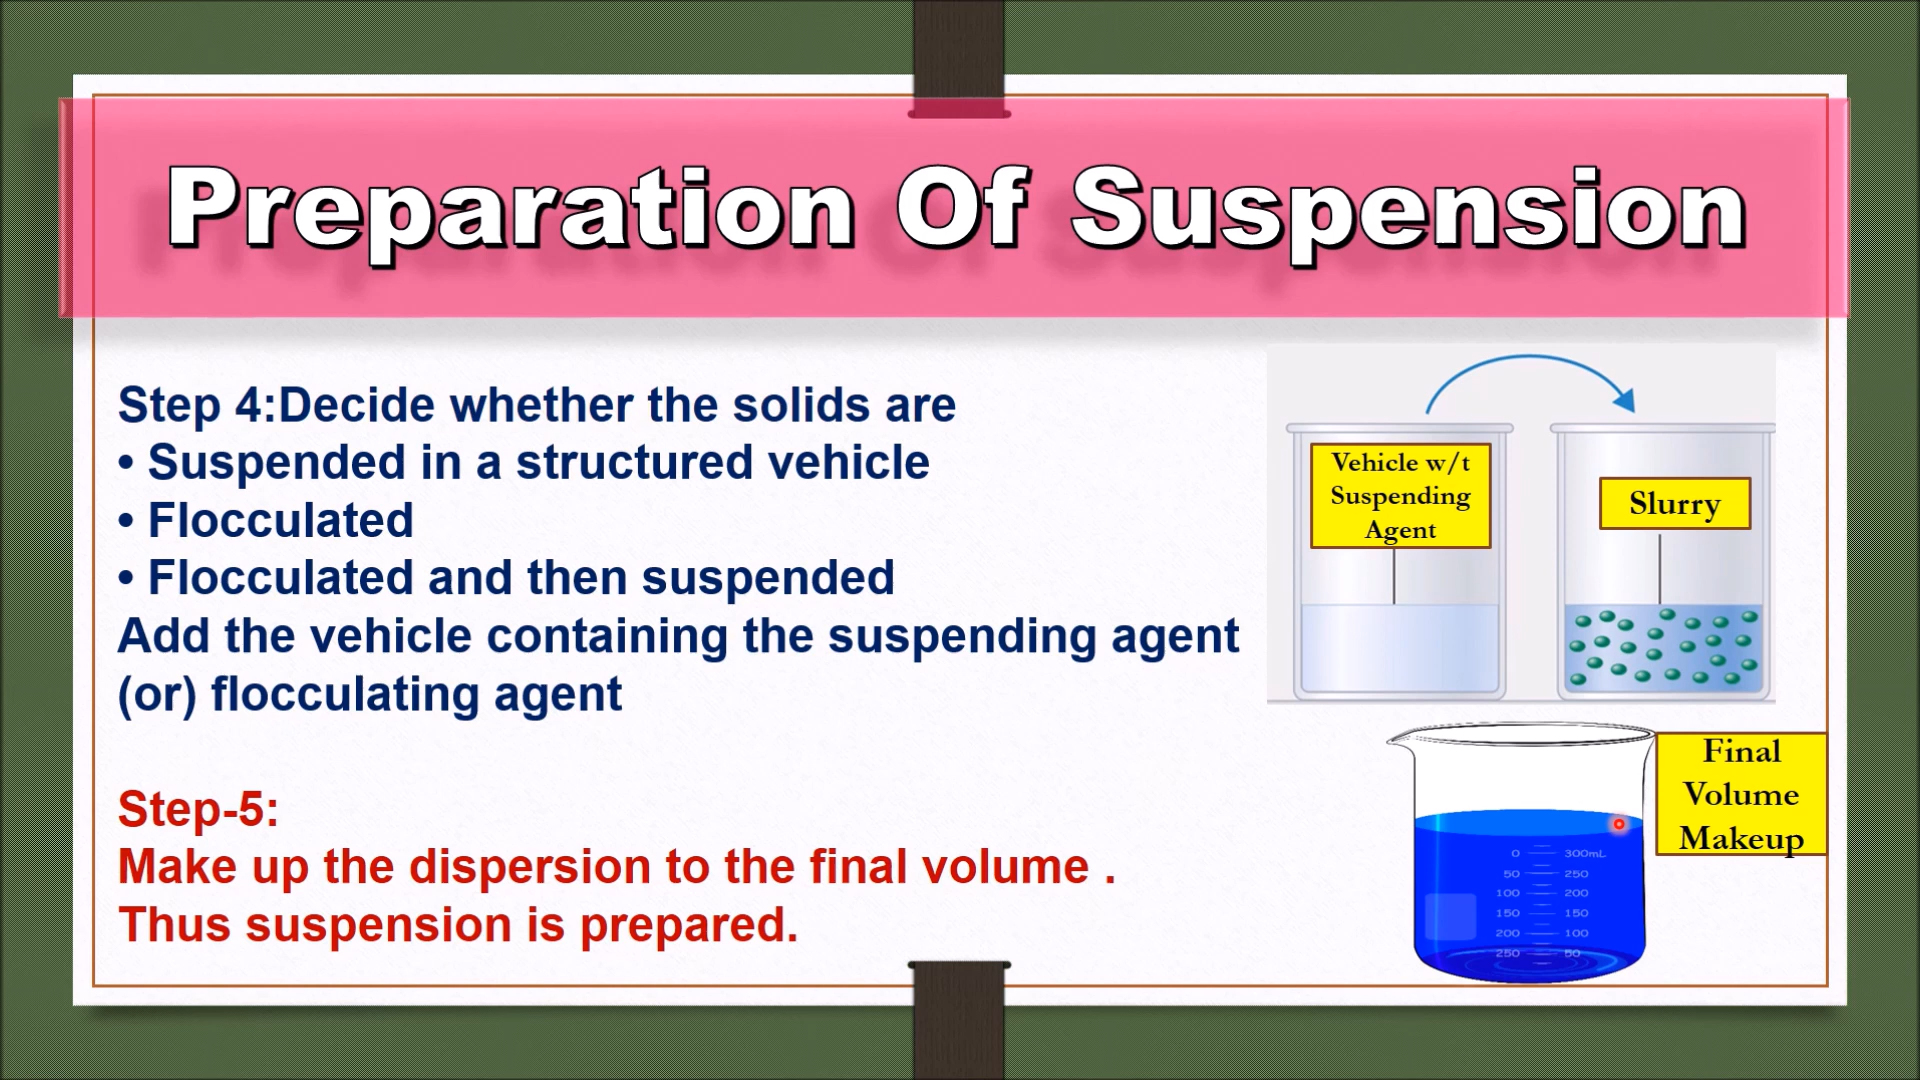 Preparation Of Suspension
Step 4:Decide whether the solids are
• Suspended in a structured vehicle
• Flocculated
• Flocculated and then suspended
Add the vehicle containing the suspending agent
(or) flocculating agent
Step-5:
Make up the dispersion to the final volume .
Thus suspension is prepared.
Vehicle w/t
Suspending
Agent
Slurry
Final
Volume
Makeup
0 300mL
50 250
100 200
150 150
200 100
250 50